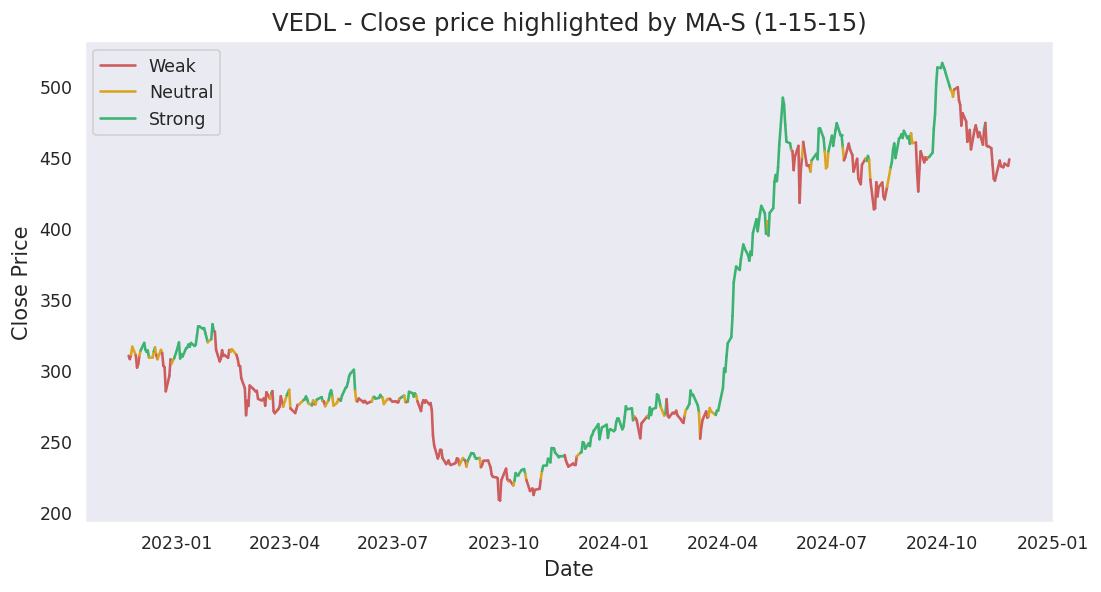 VEDL - Close price highlighted by MA-S (1-15-15)
Weak
Neutral
Strong
Close Price
500
450
400
350
300
250
200
2023-01 2023-04 2023-07 2023-10 2024-01 2024-04 2024-07 2024-10 2025-01
Date